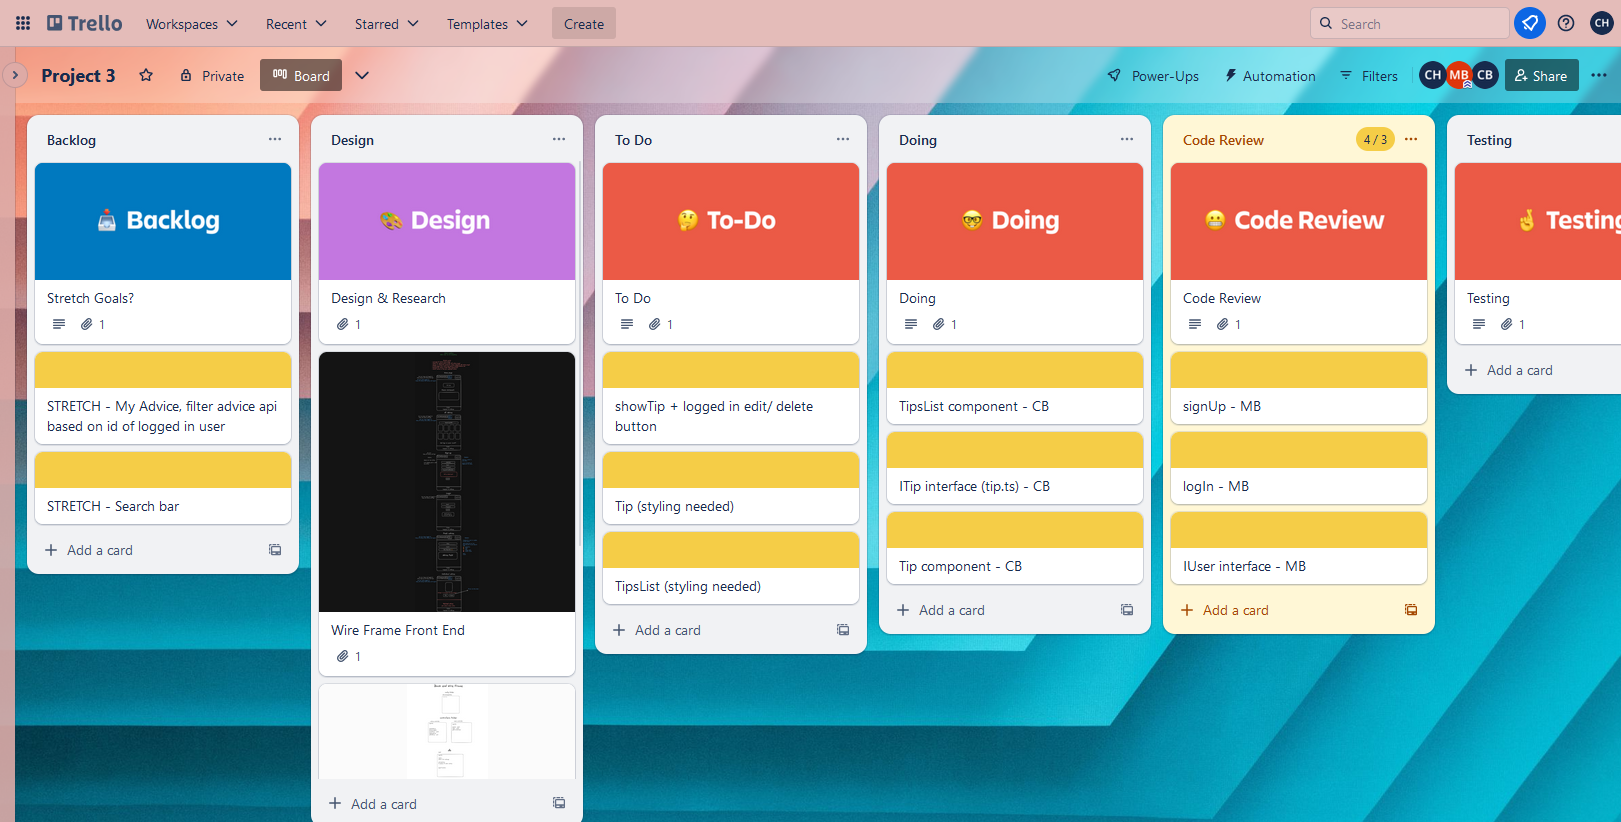 Trello
Workspaces
Recent
Starred
Templates
Create
Search
CH
Project 3
Private
Board
Power-Ups
Automation
Filters
CH
MB
CB
Share
Backlog
Backlog
Stretch Goals?
1
STRETCH - My Advice, filter advice api
based on id of logged in user
STRETCH - Search bar
Add a card
Design
Design
Design & Research
1
Wire Frame Front End
1
Add a card
To Do
To-Do
To Do
1
showTip + logged in edit/ delete
button
Tip (styling needed)
TipsList (styling needed)
Add a card
Doing
Doing
Doing
1
TipsList component - CB
ITip interface (tip.ts) - CB
Tip component - CB
Add a card
Code Review
4 / 3
Code Review
Code Review
1
signUp - MB
logIn - MB
IUser interface - MB
Add a card
Testing
Testing
Testing
1
Add a card